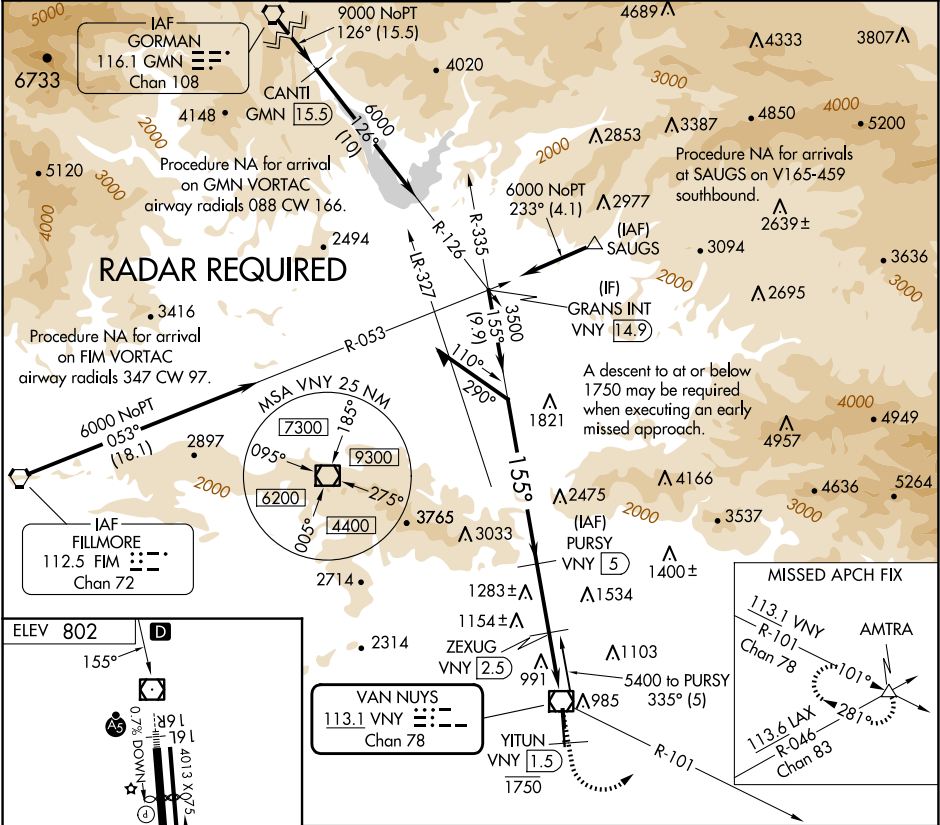 5000
IAF
GORMAN
116.1 GMN
Chan 108
6733
9000 NoPT
126° (15.5)
4689
4333
3807
4020
3000
CANTI
GMN 15.5
4148
2000
6000
126°
(10)
2853
3387
4850
4000
5200
5120
3000
4000
Procedure NA for arrival
on GMN VORTAC
airway radials 088 CW 166.
2000
Procedure NA for arrivals
at SAUGS on V165-459
southbound.
6000 NoPT
233° (4.1)
2977
2639±
R-335
R-126
LR-327
2494
(IAF)
SAUGS
3094
3636
3000
RADAR REQUIRED
2000
(IF)
GRANS INT
VNY 14.9
2695
3416
Procedure NA for arrival
on FIM VORTAC
airway radials 347 CW 97.
R-053
3500
155°
(9.9)
110°
290°
A descent to at or below
1750 may be required
when executing an early
missed approach.
1821
4000
4949
4957
6000 NoPT
053°
(18.1)
MSA VNY 25 NM
7300
185°
095°
9300
6200
275°
005°
4400
2897
2000
155°
2475
4166
4636
5264
2000
3537
3000
IAF
FILLMORE
112.5 FIM
Chan 72
3765
3033
(IAF)
PURSY
VNY 5
1400±
2714
1283±
1534
1154±
2314
ZEXUG
VNY 2.5
991
1103
985
5400 to PURSY
335° (5)
VAN NUYS
113.1 VNY
Chan 78
YITUN
VNY 1.5
1750
R-101
MISSED APCH FIX
113.1 VNY
R-101
Chan 78
101°
AMTRA
281°
113.6 LAX
R-046
Chan 83
ELEV 802
D
155°
A5
0.7% DOWN
16R
16L
4013 X 75
P